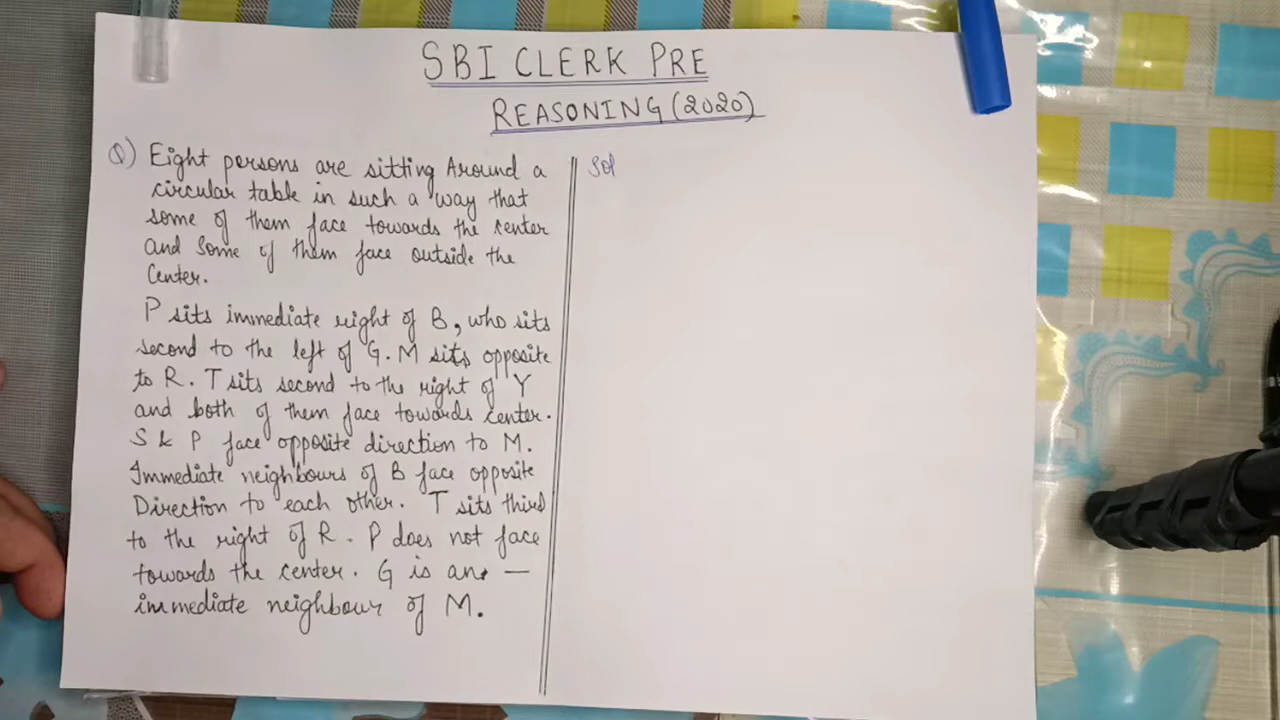 SBI CLERK PRE
REASONING (2020)
Q) Eight persons are sitting Around a
circular table in such a way that
some of them face towards the center
and Some of them face outside the
Center.
P sits immediate right of B, who sits
second to the left of G. M sits opposite
to R. T sits second to the right of Y
and both of them face towards center.
S & P face opposite direction to M.
Immediate neighbours of B face opposite
Direction to each other. T sits third
to the right of R. P does not face
towards the center. G is an —
immediate neighbour of M.
Sol